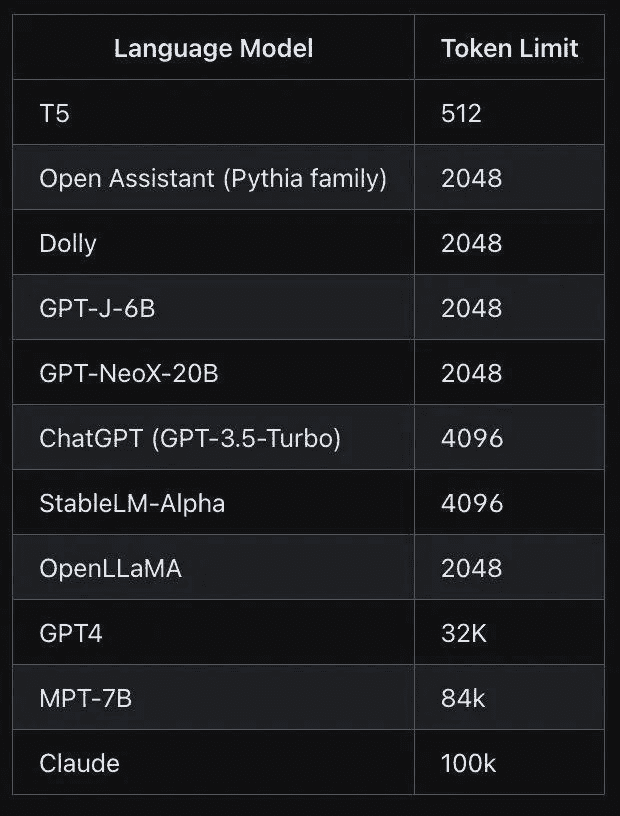 Language Model Token Limit
T5 512
Open Assistant (Pythia family) 2048
Dolly 2048
GPT-J-6B 2048
GPT-NeoX-20B 2048
ChatGPT (GPT-3.5-Turbo) 4096
StableLM-Alpha 4096
OpenLLaMA 2048
GPT4 32K
MPT-7B 84k
Claude 100k